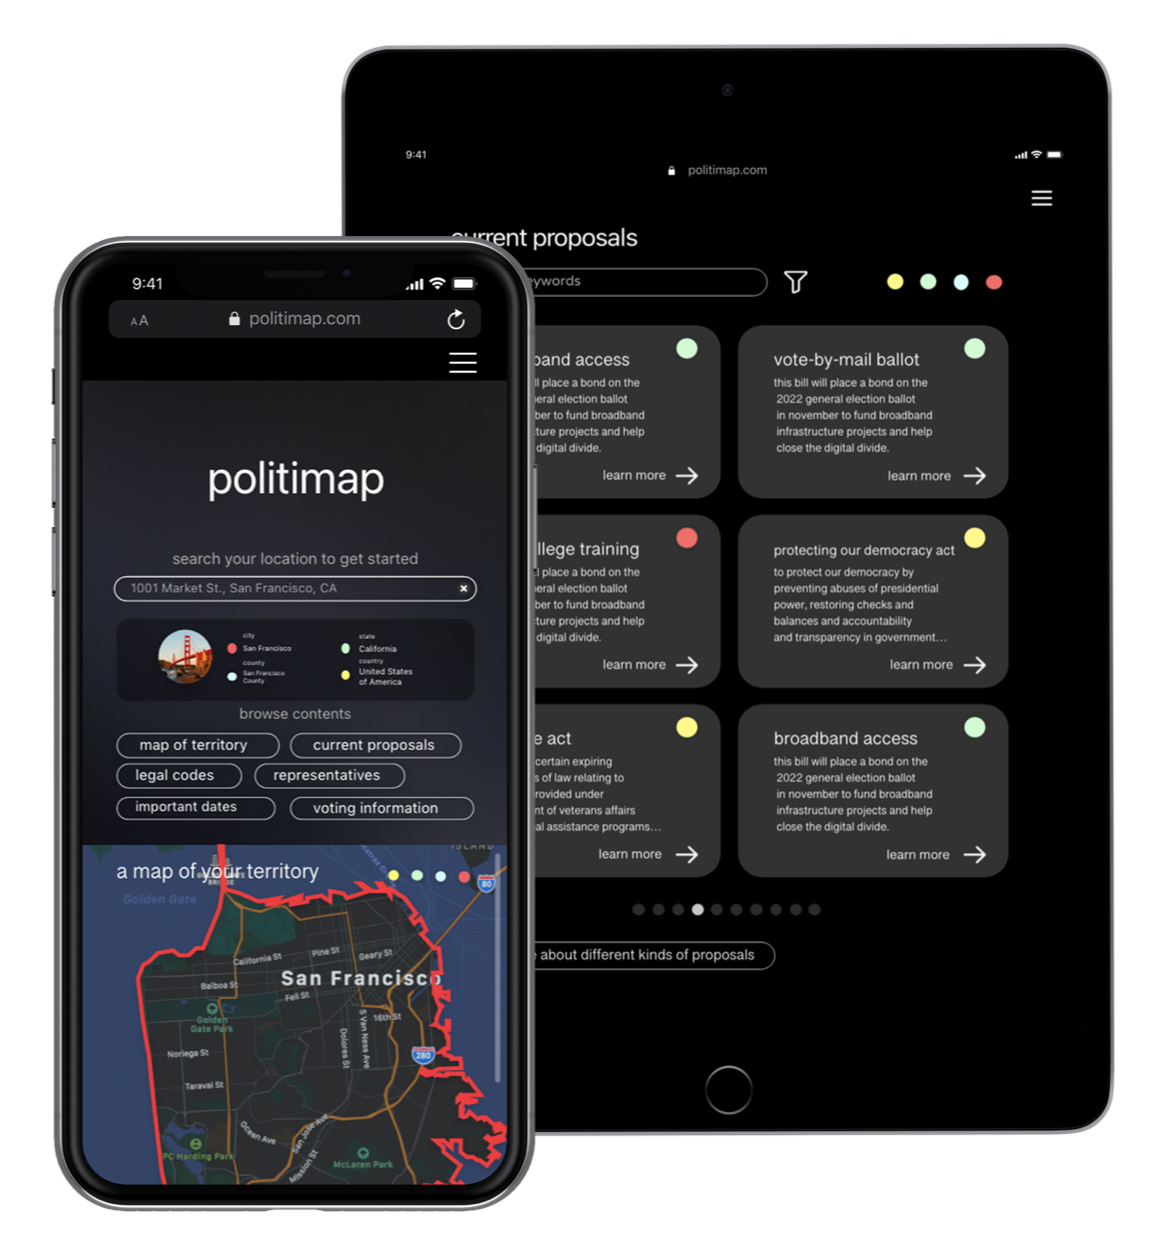 9:41
politimap.com
current proposals
eywords
band access
ll place a bond on the
neral election ballot
ber to fund broadband
ture projects and help
digital divide.
learn more
vote-by-mail ballot
this bill will place a bond on the
2022 general election ballot
in november to fund broadband
infrastructure projects and help
close the digital divide.
learn more
llege training
l place a bond on the
eral election ballot
ber to fund broadband
ture projects and help
digital divide.
learn more
protecting our democracy act
to protect our democracy by
preventing abuses of presidential
power, restoring checks and
balances and accountability
and transparency in government...
learn more
e act
certain expiring
s of law relating to
rovided under
nt of veterans affairs
al assistance programs...
learn more
broadband access
this bill will place a bond on the
2022 general election ballot
in november to fund broadband
infrastructure projects and help
close the digital divide.
learn more
e about different kinds of proposals
9:41
AA
politimap.com
politimap
search your location to get started
1001 Market St., San Francisco, CA
city
San Francisco
county
San Francisco
County
state
California
country
United States
of America
browse contents
map of territory
current proposals
legal codes
representatives
important dates
voting information
a map of your territory
ISLAND
80
Golden Gate
California St
Pine St
Geary St
San Francisco
Balboa St
Fell St
Golden
Gate Park
16th St
S Van Ness Ave
Dolores St
Noriega St
280
Taraval St
Ocean Ave
San Jose Ave
Mission St
PC Harding Park
McLaren Park